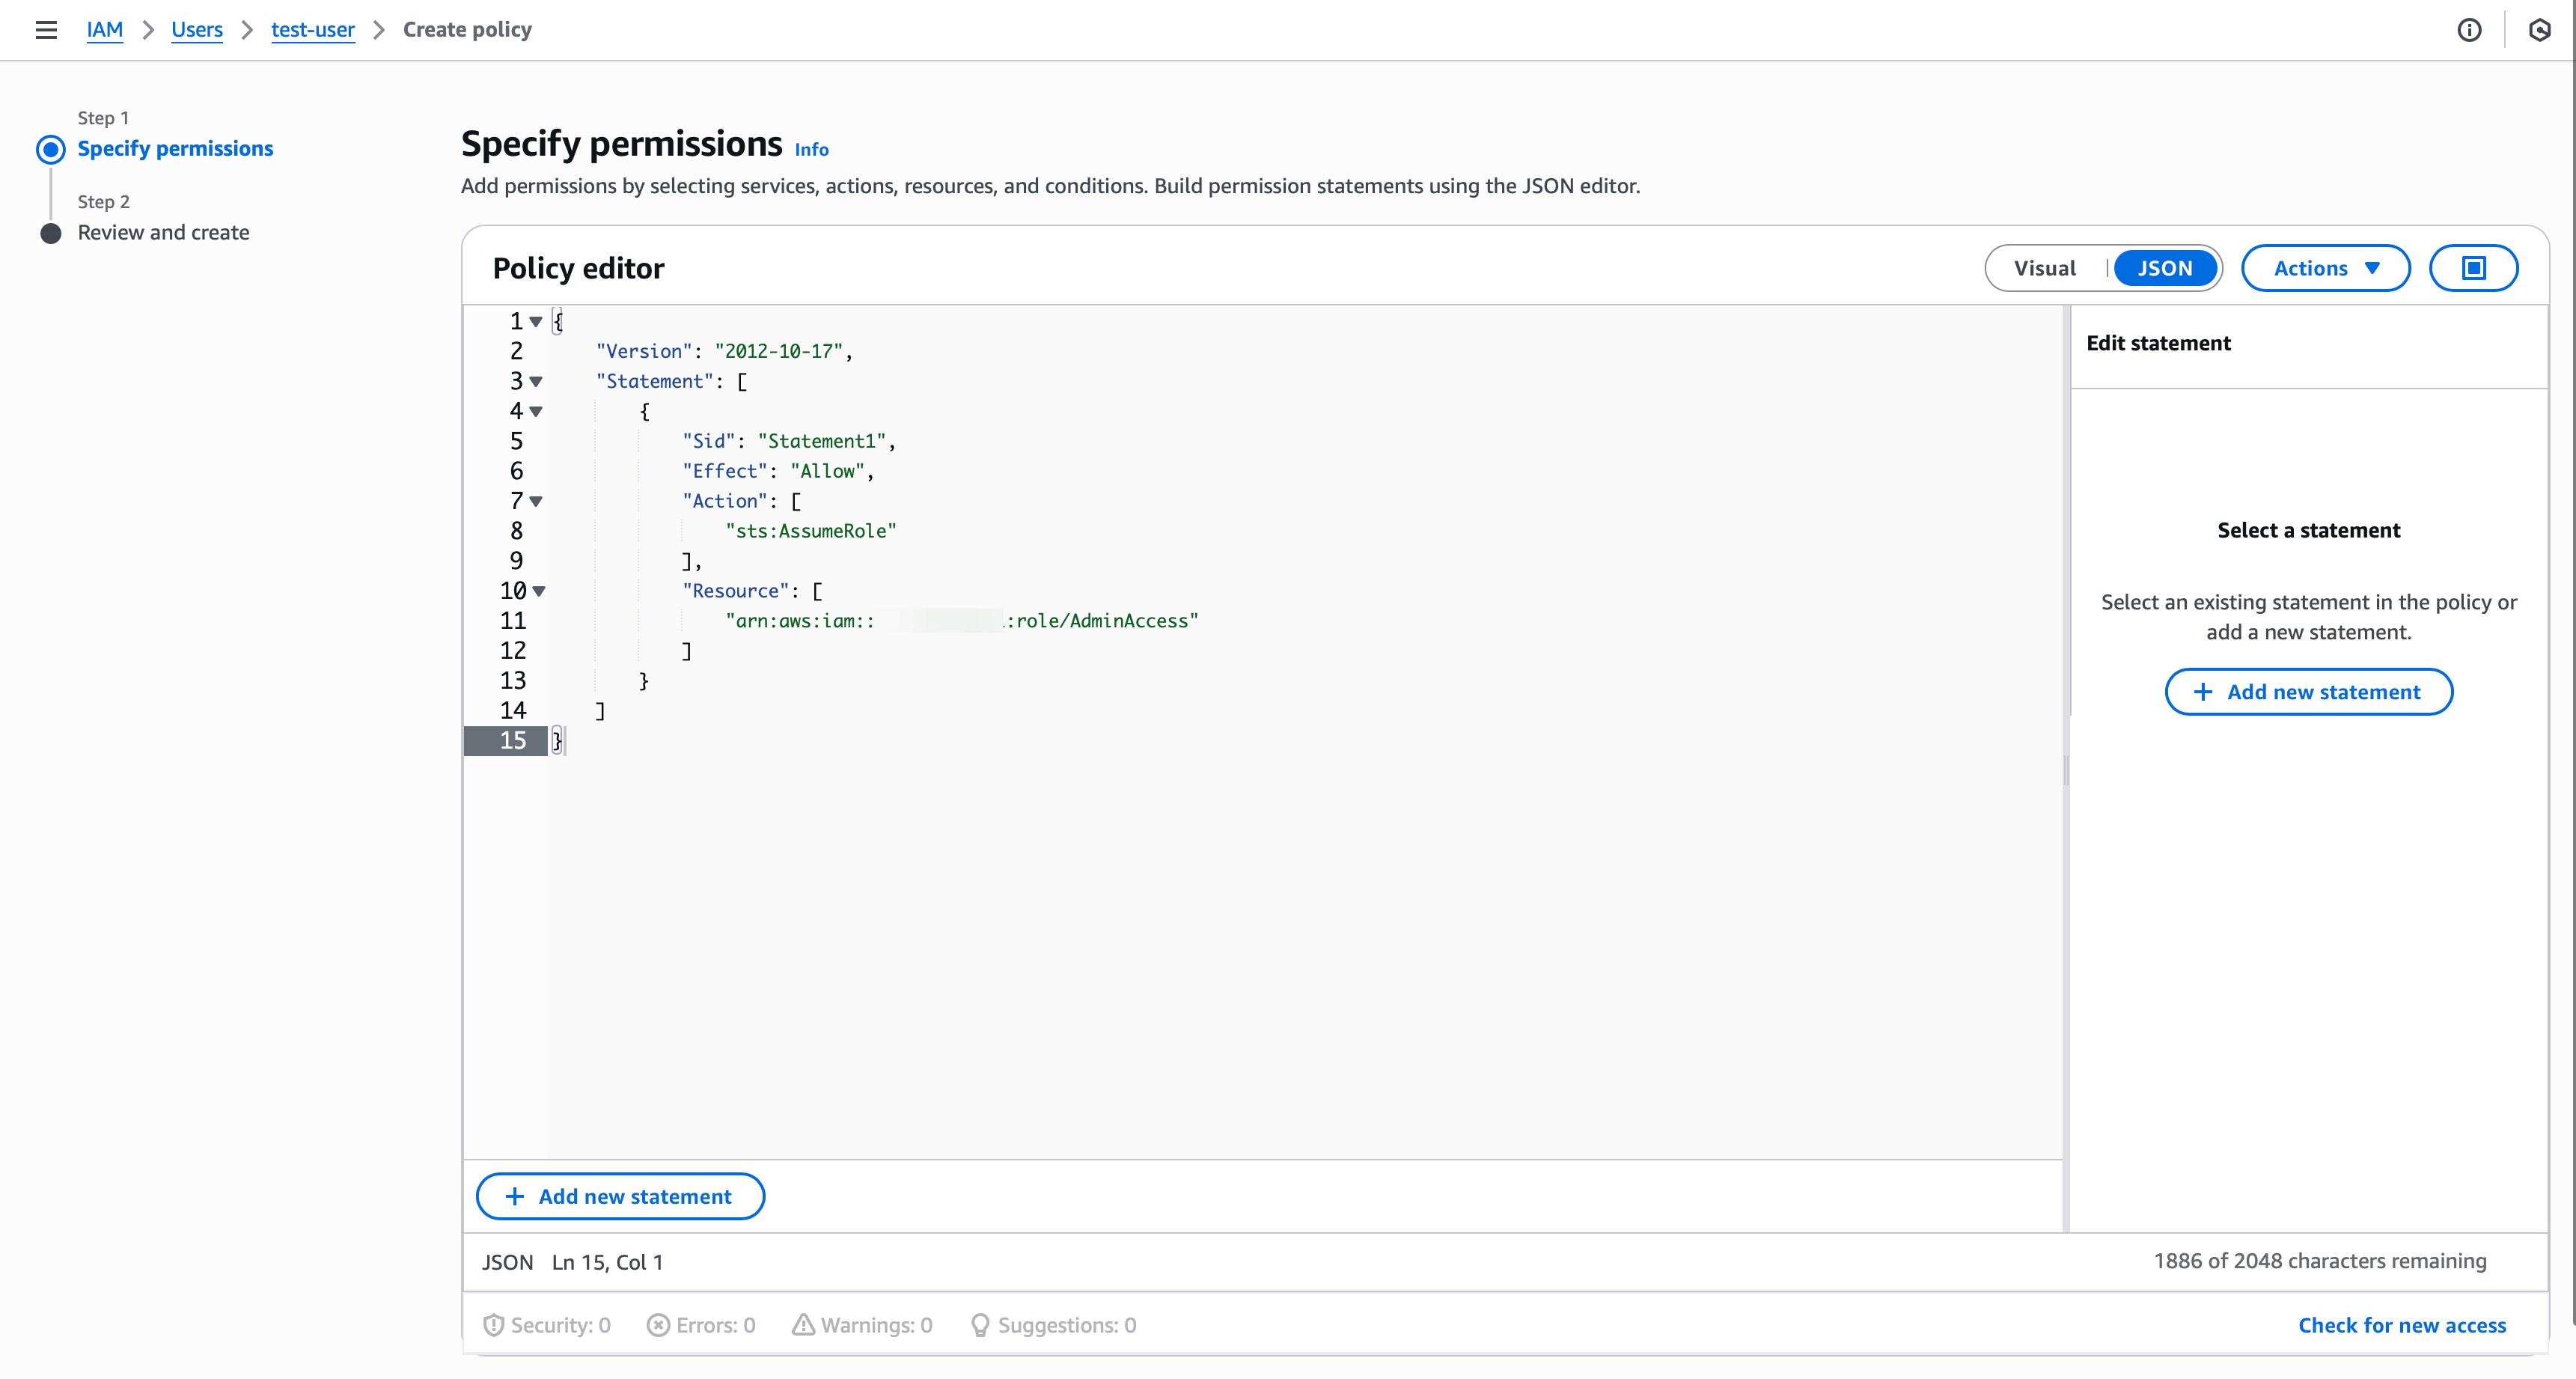 IAM > Users > test-user > Create policy
Step 1
Specify permissions
Step 2
Review and create
Specify permissions Info
Add permissions by selecting services, actions, resources, and conditions. Build permission statements using the JSON editor.
Policy editor
Visual | JSON
Actions
1 {
2 "Version": "2012-10-17",
3 "Statement": [
4 {
5 "Sid": "Statement1",
6 "Effect": "Allow",
7 "Action": [
8 "sts:AssumeRole"
9 ],
10 "Resource": [
11 "arn:aws:iam:: :role/AdminAccess"
12 ]
13 }
14 ]
15 }
Edit statement
Select a statement
Select an existing statement in the policy or
add a new statement.
+ Add new statement
+ Add new statement
JSON Ln 15, Col 1
1886 of 2048 characters remaining
Security: 0 Errors: 0 Warnings: 0 Suggestions: 0
Check for new access